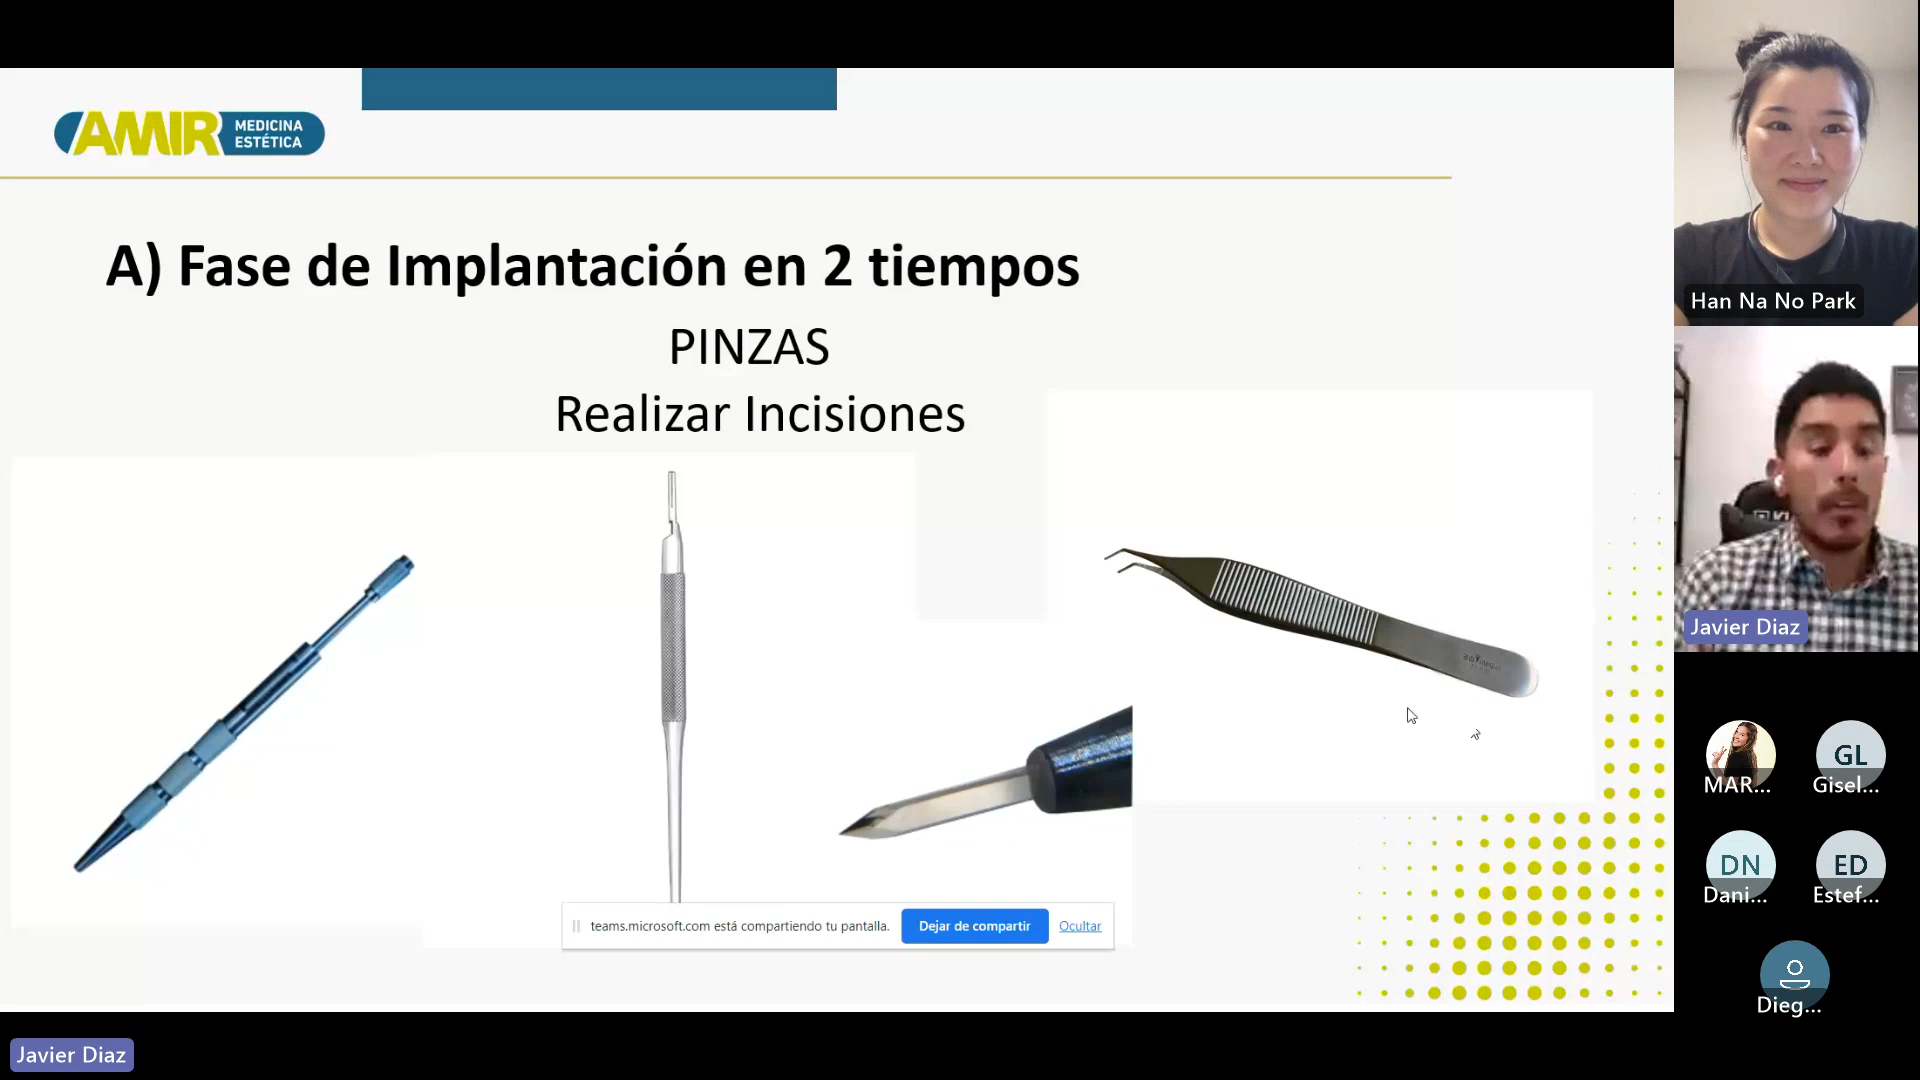 AMIR MEDICINA
ESTÉTICA
A) Fase de Implantación en 2 tiempos
PINZAS
Realizar Incisiones
teams.microsoft.com está compartiendo tu pantalla. Dejar de compartir Ocultar
Han Na No Park
Javier Diaz
MAR...
GL
Gisel...
DN
Dani...
ED
Estef...
Dieg...
Javier Diaz